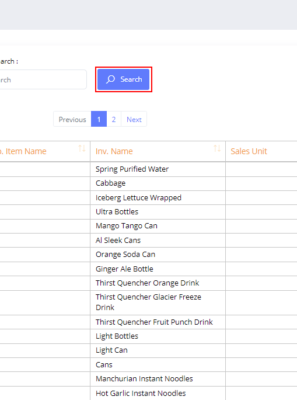 arch :
rch
Search
Previous 1 2 Next
. Item Name
Inv. Name
Sales Unit
Spring Purified Water
Cabbage
Iceberg Lettuce Wrapped
Ultra Bottles
Mango Tango Can
Al Sleek Cans
Orange Soda Can
Ginger Ale Bottle
Thirst Quencher Orange Drink
Thirst Quencher Glacier Freeze
Drink
Thirst Quencher Fruit Punch Drink
Light Bottles
Light Can
Cans
Manchurian Instant Noodles
Hot Garlic Instant Noodles